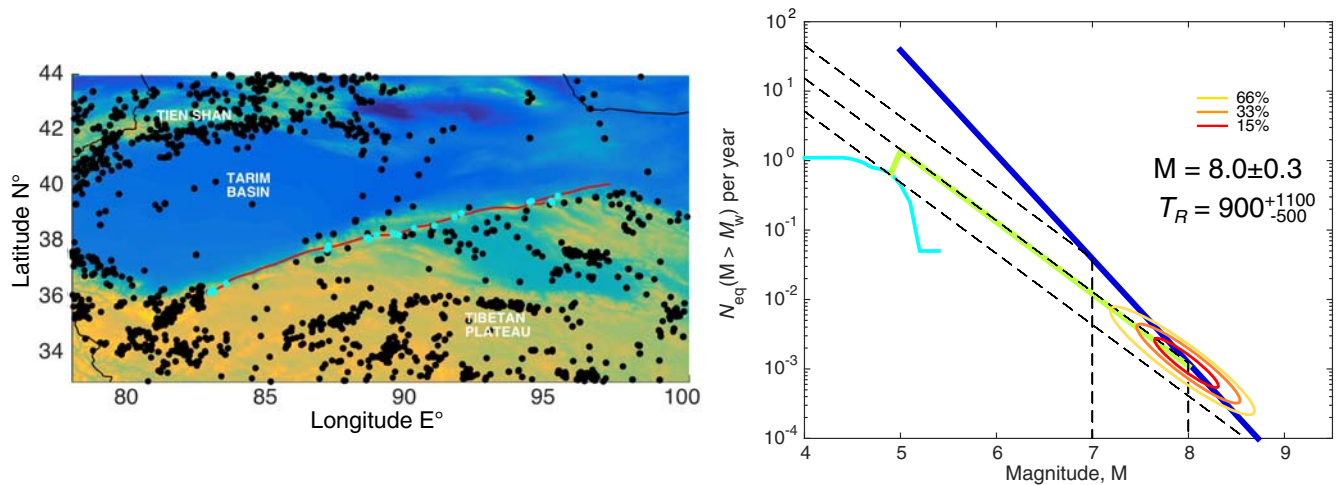 44
42
40
38
36
34
80
85
90
95
100
Latitude N°
Longitude E°
TIEN SHAN
TARIM
BASIN
TIBETAN
PLATEAU
10²
10¹
10⁰
10⁻¹
10⁻²
10⁻³
10⁻⁴
4
5
6
7
8
9
N_eq(M > M_w) per year
Magnitude, M
66%
33%
15%
M = 8.0±0.3
T_R = 900 +1100 -500